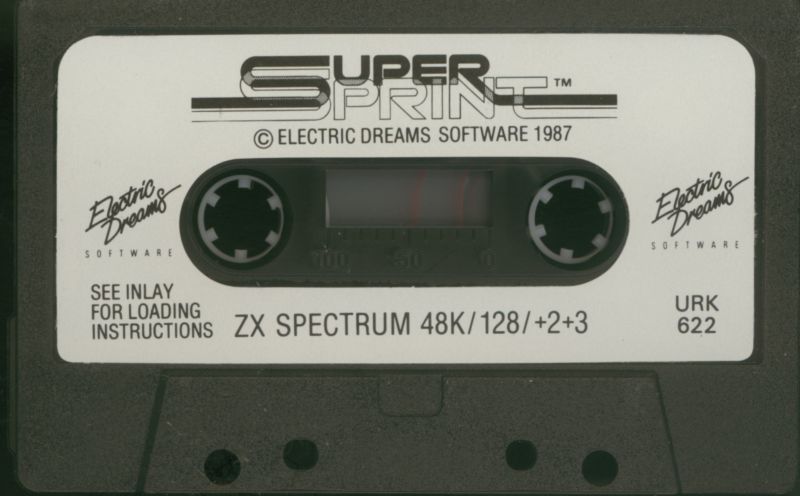 SUPER
SPRINT™
© ELECTRIC DREAMS SOFTWARE 1987
Electric
Dreams
SOFTWARE
Electric
Dreams
SOFTWARE
100 50 0
SEE INLAY
FOR LOADING
INSTRUCTIONS
ZX SPECTRUM 48K/128/+2+3
URK
622